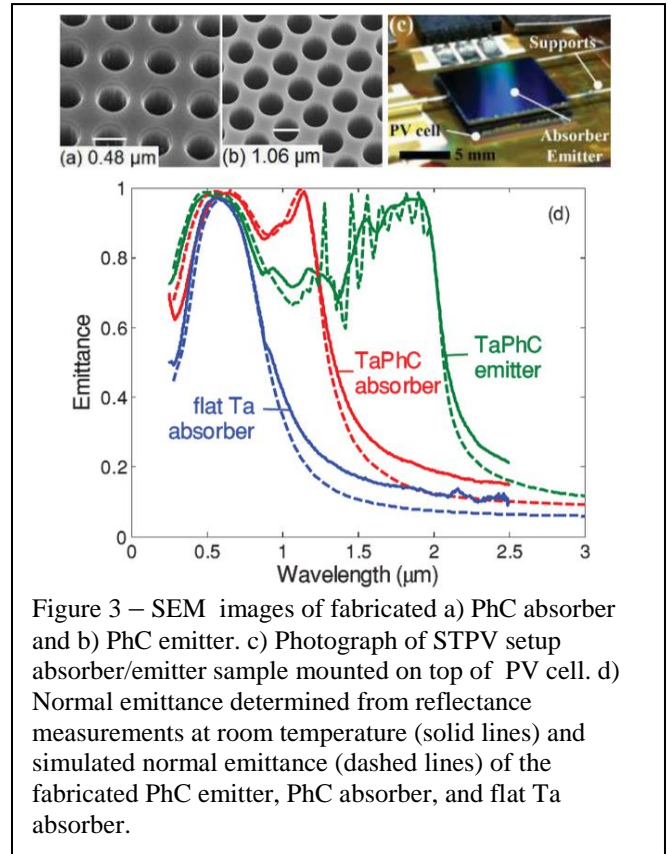 (a) 0.48 μm
(b) 1.06 μm
(c)
Supports
PV cell
5 mm
Absorber
Emitter
(d)
1
0.8
0.6
0.4
0.2
0
Emittance
TaPhC
absorber
TaPhC
emitter
flat Ta
absorber
0
0.5
1
1.5
2
2.5
3
Wavelength (μm)
Figure 3 – SEM images of fabricated a) PhC absorber
and b) PhC emitter. c) Photograph of STPV setup
absorber/emitter sample mounted on top of PV cell. d)
Normal emittance determined from reflectance
measurements at room temperature (solid lines) and
simulated normal emittance (dashed lines) of the
fabricated PhC emitter, PhC absorber, and flat Ta
absorber.